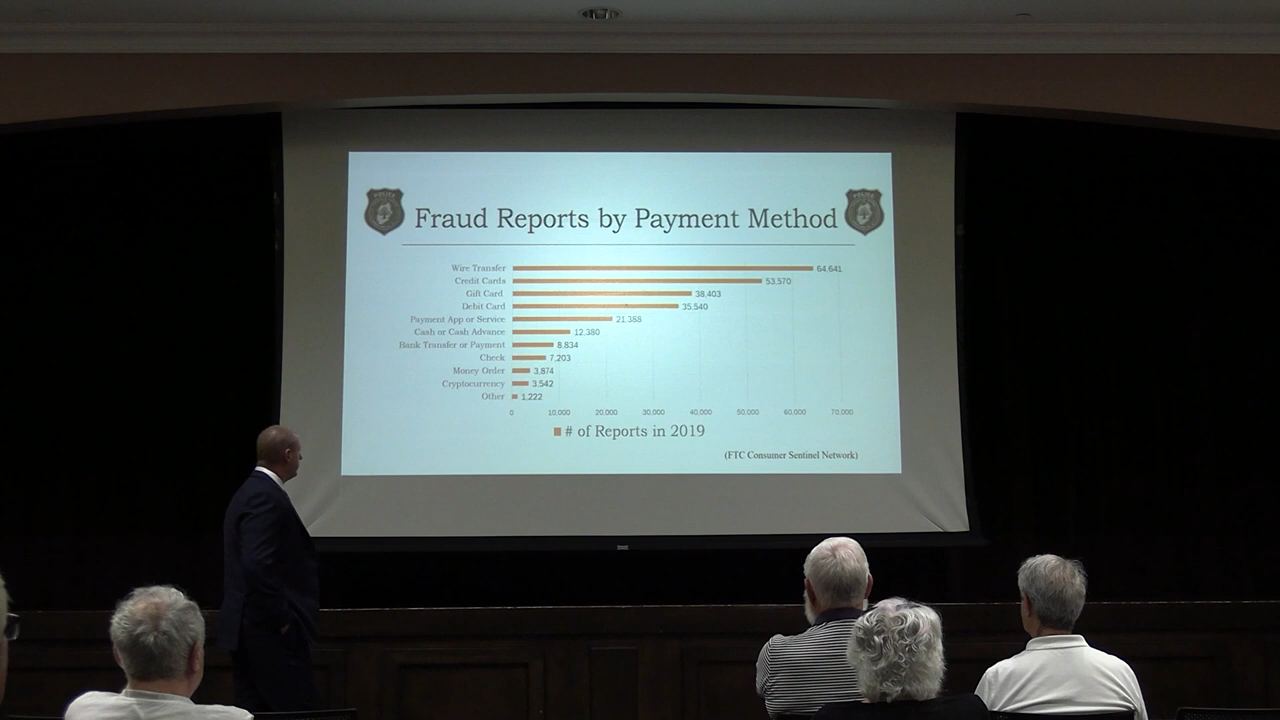 POLICE
POLICE
Fraud Reports by Payment Method
Wire Transfer 64,641
Credit Cards 53,570
Gift Card 38,403
Debit Card 35,540
Payment App or Service 21,388
Cash or Cash Advance 12,380
Bank Transfer or Payment 8,834
Check 7,203
Money Order 3,874
Cryptocurrency 3,542
Other 1,222
0 10,000 20,000 30,000 40,000 50,000 60,000 70,000
# of Reports in 2019
(FTC Consumer Sentinel Network)